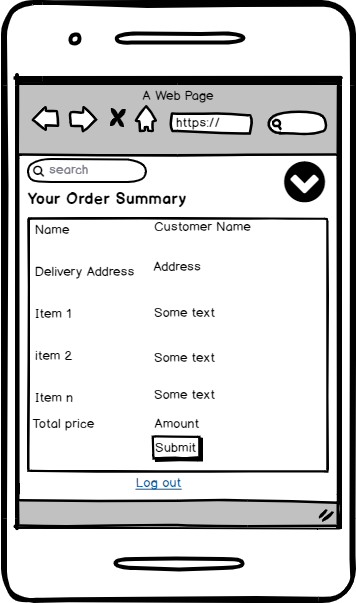 A Web Page
https://
search
Your Order Summary
Name Customer Name
Delivery Address Address
Item 1 Some text
item 2 Some text
Item n Some text
Total price Amount
Submit
Log out